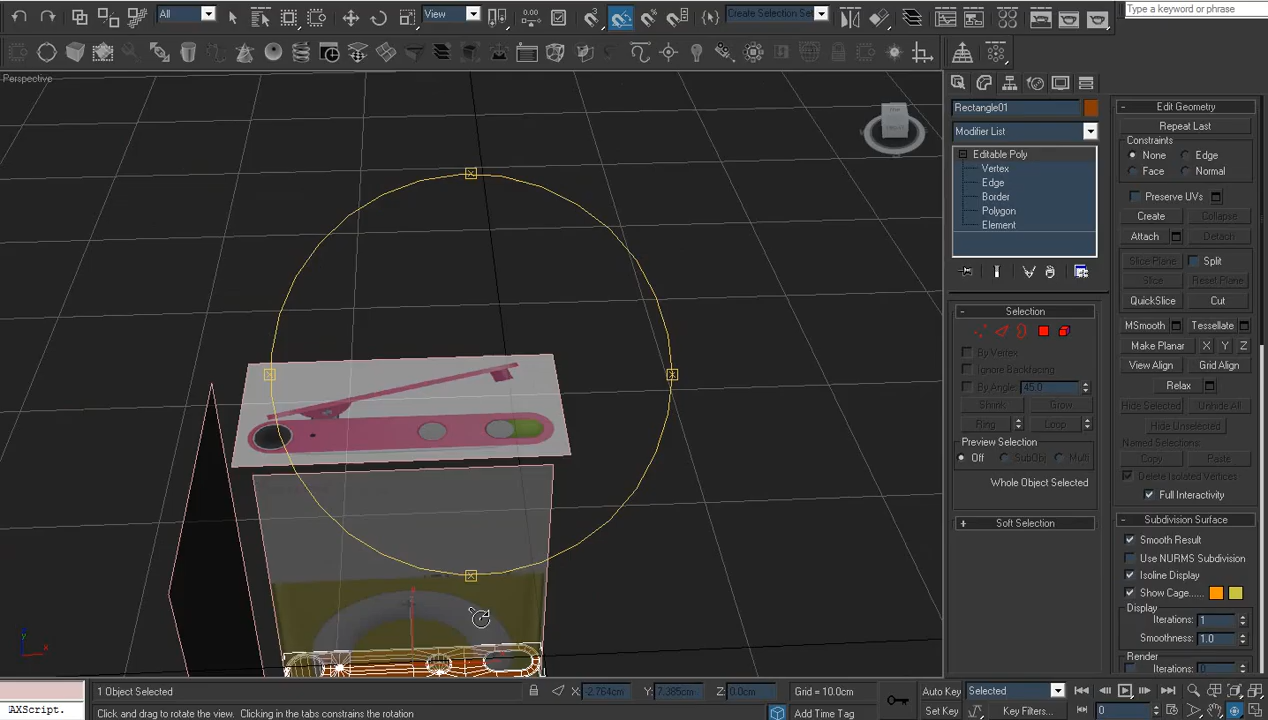 All
View
Create Selection Set
Type a keyword or phrase
Perspective
Rectangle01
Modifier List
Editable Poly
Vertex
Edge
Border
Polygon
Element
Edit Geometry
Repeat Last
Constraints
None
Edge
Face
Normal
Preserve UVs
Create
Collapse
Attach
Detach
Slice Plane
Split
Slice
Reset Plane
QuickSlice
Cut
MSmooth
Tessellate
Make Planar
X
Y
Z
View Align
Grid Align
Relax
Hide Selected
Unhide All
Hide Unselected
Named Selections:
Copy
Paste
Delete Isolated Vertices
Full Interactivity
Selection
By Vertex
Ignore Backfacing
By Angle:
45.0
Shrink
Grow
Ring
Loop
Preview Selection
Off
SubObj
Multi
Whole Object Selected
Soft Selection
Subdivision Surface
Smooth Result
Use NURMS Subdivision
Isoline Display
Show Cage......
Display
Iterations:
1
Smoothness:
1.0
Render
Iterations:
y
x
AXScript.
1 Object Selected
X:
-2.764cm
Y:
7.385cm
Z:
0.0cm
Grid = 10.0cm
Click and drag to rotate the view. Clicking in the tabs constrains the rotation
Add Time Tag
Auto Key
Selected
Set Key
Key Filters...
0